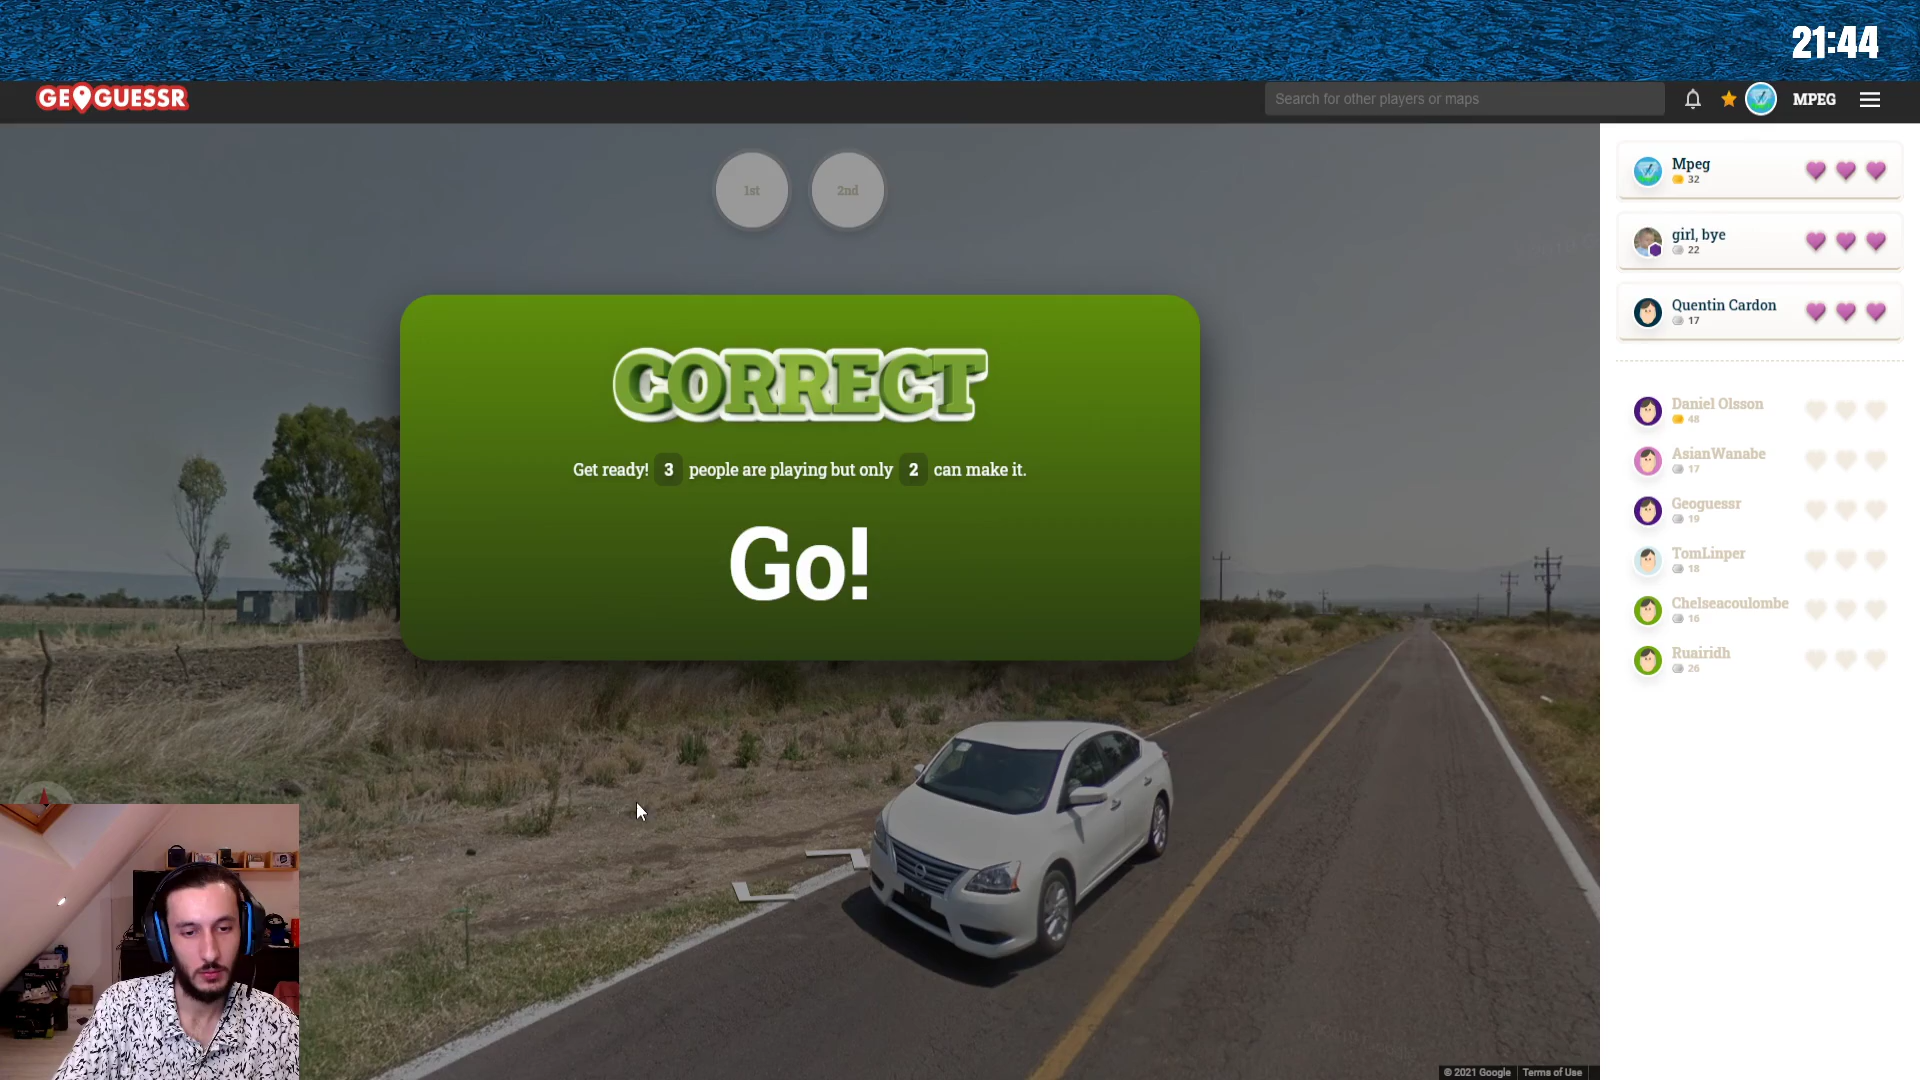 21:44
GEOGUESSR
Search for other players or maps
MPEG
1st
2nd
CORRECT
Get ready! 3 people are playing but only 2 can make it.
Go!
Mpeg
32
girl, bye
22
Quentin Cardon
17
Daniel Olsson
48
AsianWanabe
17
Geoguessr
19
TomLinper
18
Chelseacoulombe
16
Ruairidh
26
© 2021 Google
Terms of Use